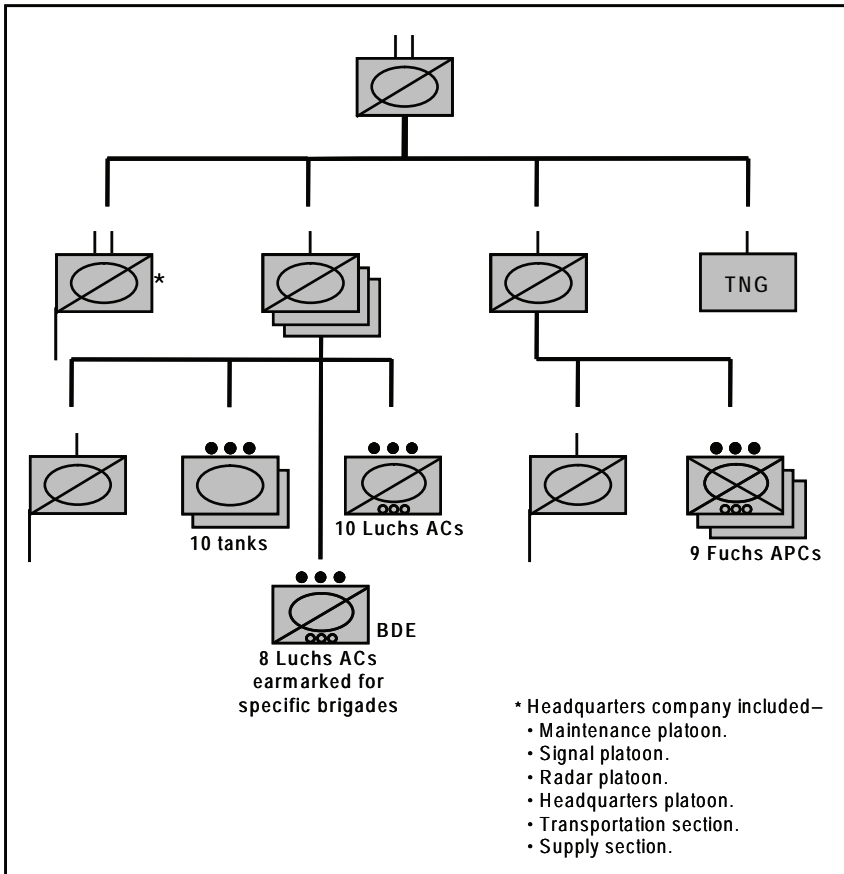 *
TNG
10 tanks
10 Luchs ACs
9 Fuchs APCs
BDE
8 Luchs ACs
earmarked for
specific brigades
* Headquarters company included–
• Maintenance platoon.
• Signal platoon.
• Radar platoon.
• Headquarters platoon.
• Transportation section.
• Supply section.